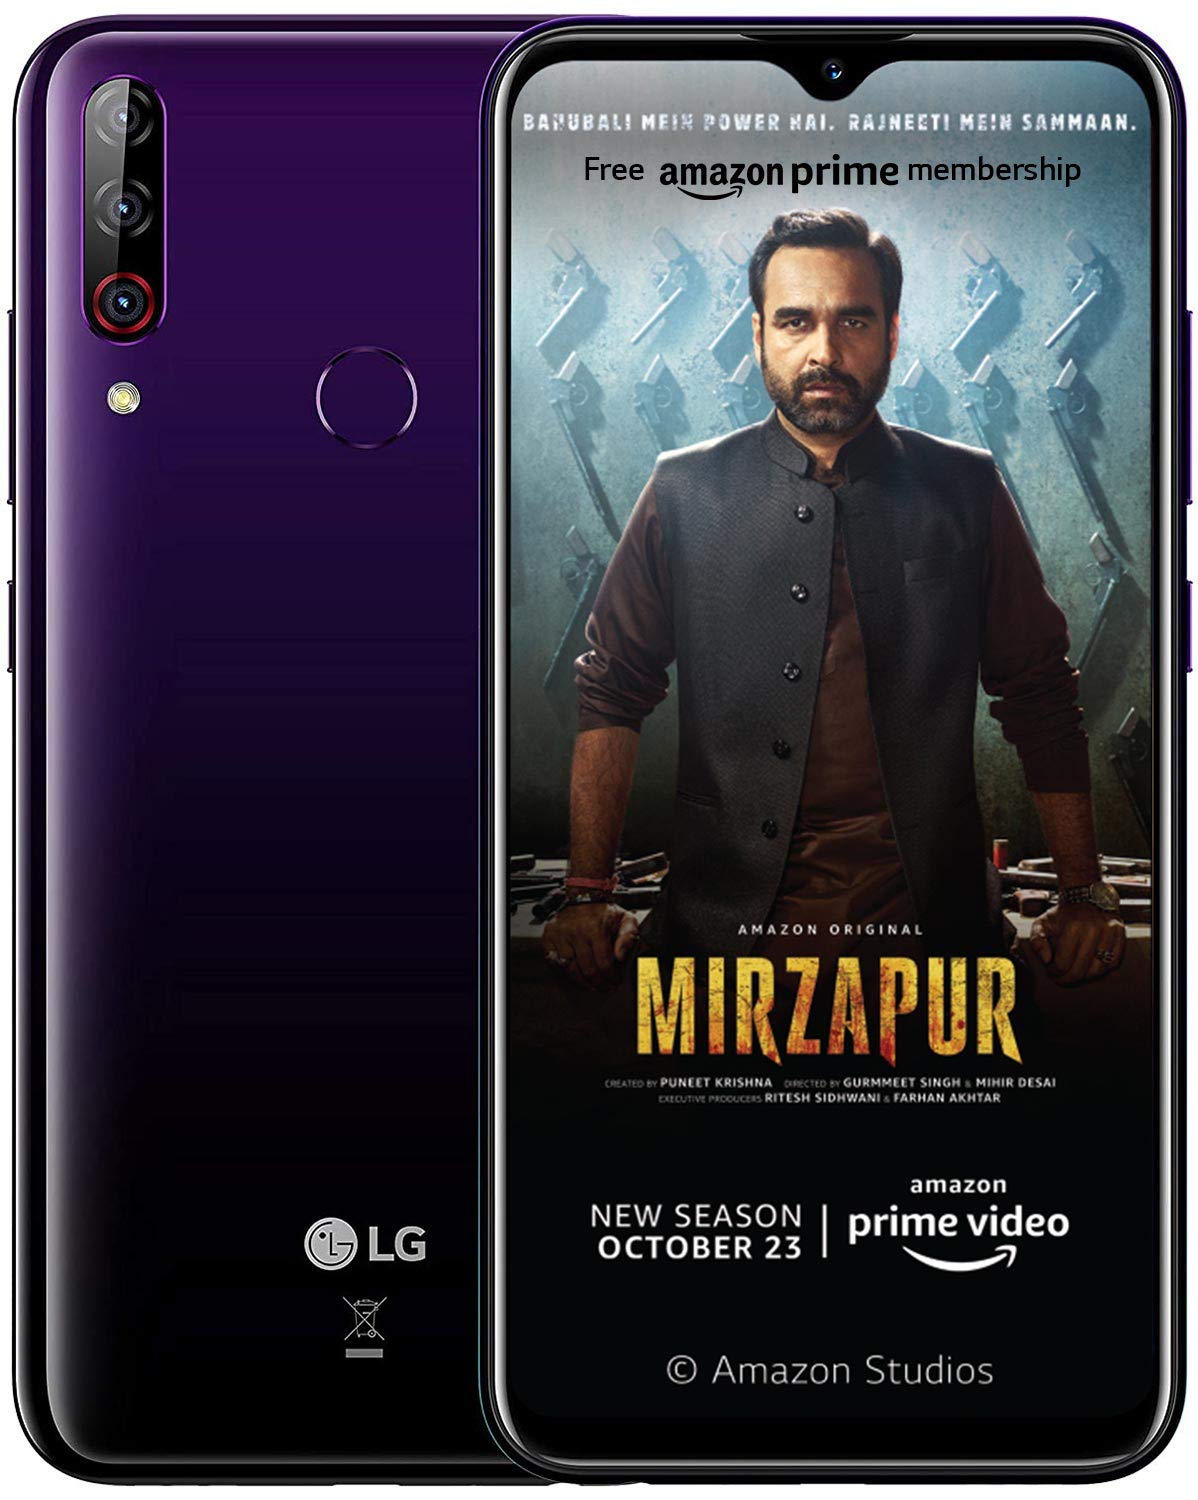 BAHUBALI MEIN POWER HAI. RAJNEETI MEIN SAMMAAN.
Free amazon prime membership
AMAZON ORIGINAL
MIRZAPUR
CREATED BY PUNEET KRISHNA DIRECTED BY GURMMEET SINGH & MIHIR DESAI
EXECUTIVE PRODUCERS RITESH SIDHWANI & FARHAN AKHTAR
NEW SEASON
OCTOBER 23
amazon
prime video
© Amazon Studios
LG